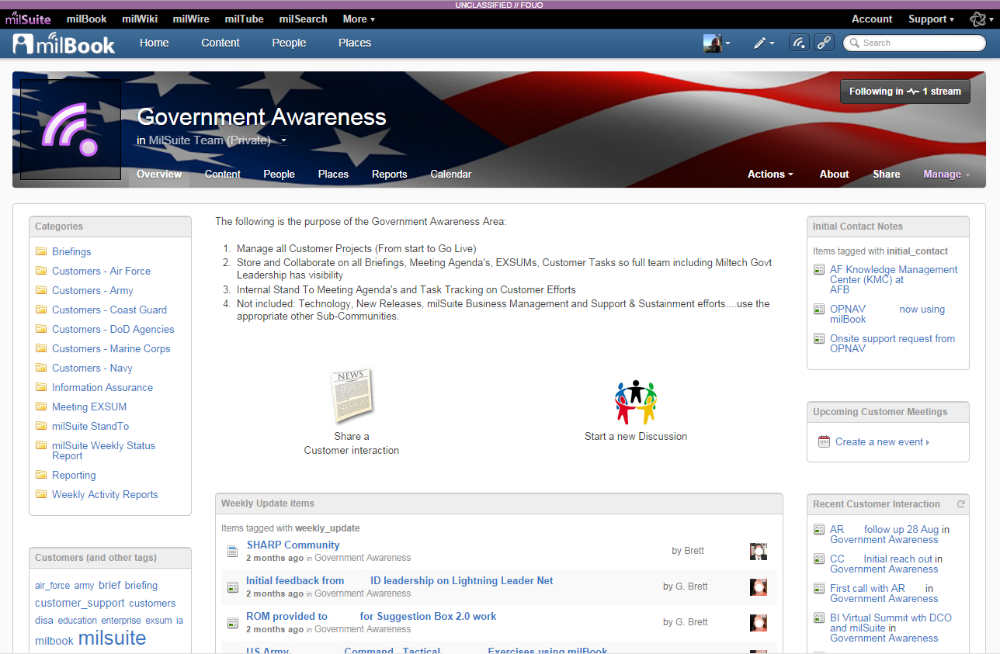 UNCLASSIFIED // FOUO
milSuite milBook milWiki milWire milTube milSearch More Account Support
milBook Home Content People Places Search
Following in 1 stream
Government Awareness
in MilSuite Team (Private)
Overview Content People Places Reports Calendar Actions About Share Manage
Categories
Briefings
Customers - Air Force
Customers - Army
Customers - Coast Guard
Customers - DoD Agencies
Customers - Marine Corps
Customers - Navy
Information Assurance
Meeting EXSUM
milSuite StandTo
milSuite Weekly Status
Report
Reporting
Weekly Activity Reports
Customers (and other tags)
air_force army brief briefing
customer_support customers
disa education enterprise exsum ia
milbook milsuite
The following is the purpose of the Government Awareness Area:
1. Manage all Customer Projects (From start to Go Live)
2. Store and Collaborate on all Briefings, Meeting Agenda's, EXSUMs, Customer Tasks so full team including Miltech Govt
Leadership has visibility
3. Internal Stand To Meeting Agenda's and Task Tracking on Customer Efforts
4. Not included: Technology, New Releases, milSuite Business Management and Support & Sustainment efforts....use the
appropriate other Sub-Communities.
NEWS
Share a
Customer interaction
Start a new Discussion
Weekly Update items
Items tagged with weekly_update
SHARP Community
2 months ago in Government Awareness
by Brett
Initial feedback from ID leadership on Lightning Leader Net
2 months ago in Government Awareness
by G. Brett
ROM provided to for Suggestion Box 2.0 work
2 months ago in Government Awareness
by G. Brett
US Army Command Tactical Exercises using milBook
Initial Contact Notes
Items tagged with initial_contact
AF Knowledge Management
Center (KMC) at
AFB
OPNAV now using
milBook
Onsite support request from
OPNAV
Upcoming Customer Meetings
Create a new event
Recent Customer Interaction
AR follow up 28 Aug in
Government Awareness
CC Initial reach out in
Government Awareness
First call with AR in
Government Awareness
BI Virtual Summit wth DCO
and milSuite in
Government Awareness